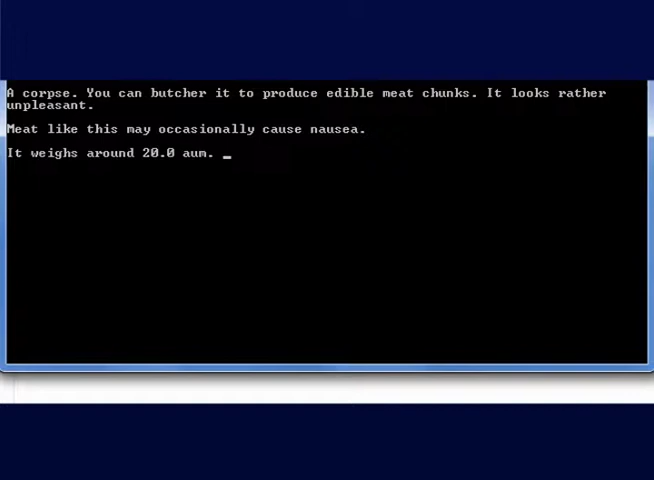 A corpse. You can butcher it to produce edible meat chunks. It looks rather
unpleasant.
Meat like this may occasionally cause nausea.
It weighs around 20.0 aum. _